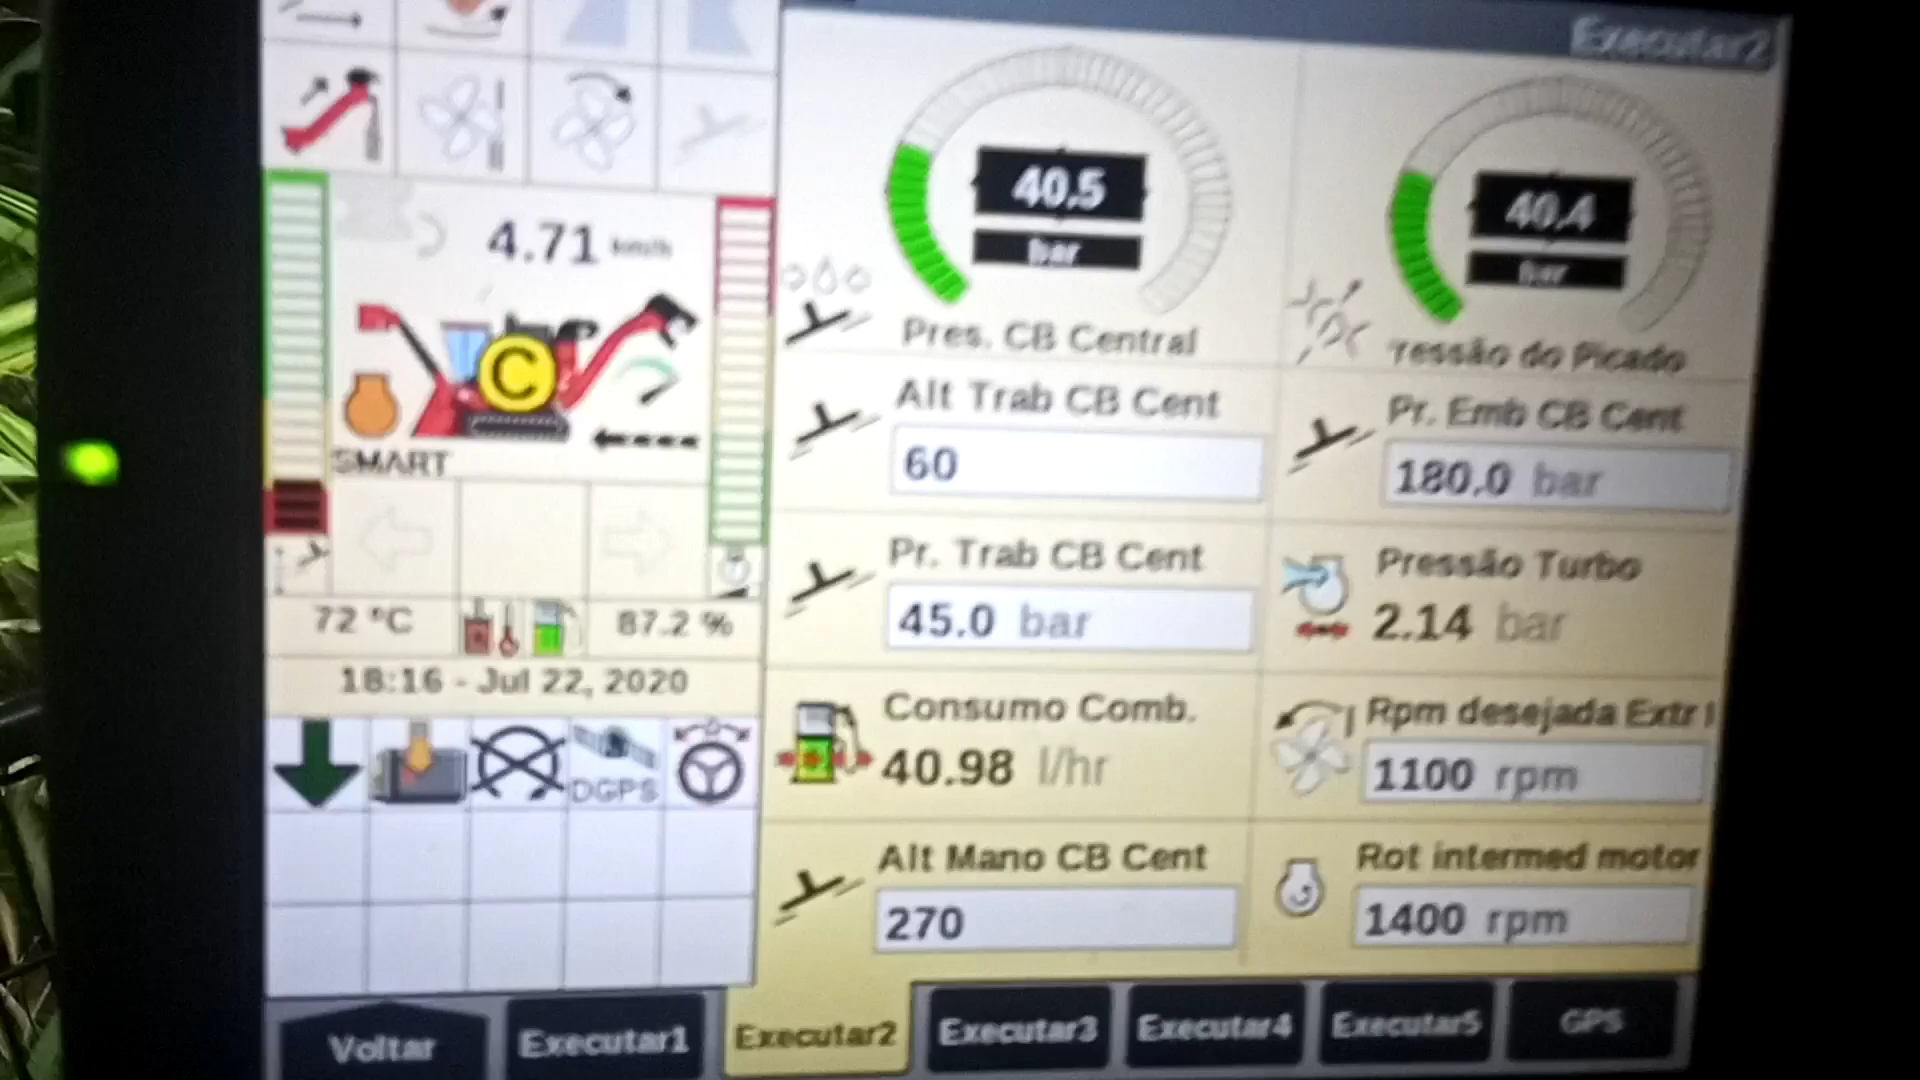 Executar2
4.71 km/h
C
SMART
72 °C
87.2 %
18:16 - Jul 22, 2020
DGPS
40.5
bar
Pres. CB Central
40.4
bar
ressão do Picado
Alt Trab CB Cent
60
Pr. Emb CB Cent
180.0 bar
Pr. Trab CB Cent
45.0 bar
Pressão Turbo
2.14 bar
Consumo Comb.
40.98 l/hr
Rpm desejada Extr
1100 rpm
Alt Mano CB Cent
270
Rot intermed motor
1400 rpm
Voltar
Executar1
Executar2
Executar3
Executar4
Executar5
GPS